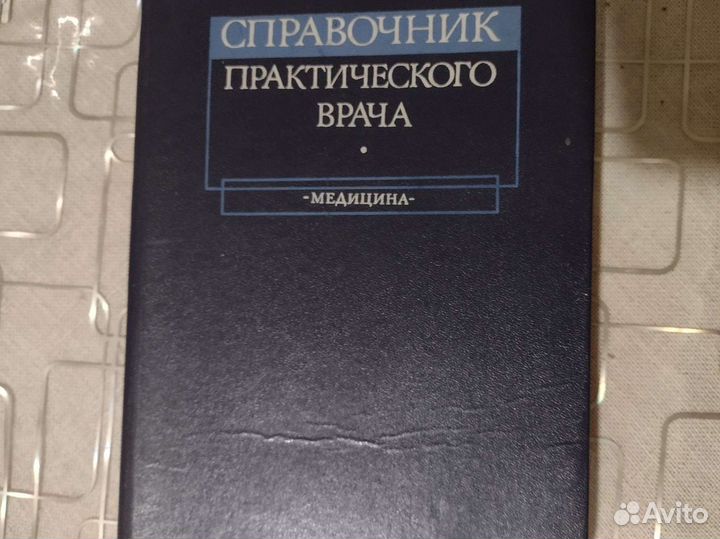 СПРАВОЧНИК
ПРАКТИЧЕСКОГО
ВРАЧА
-МЕДИЦИНА-
Avito